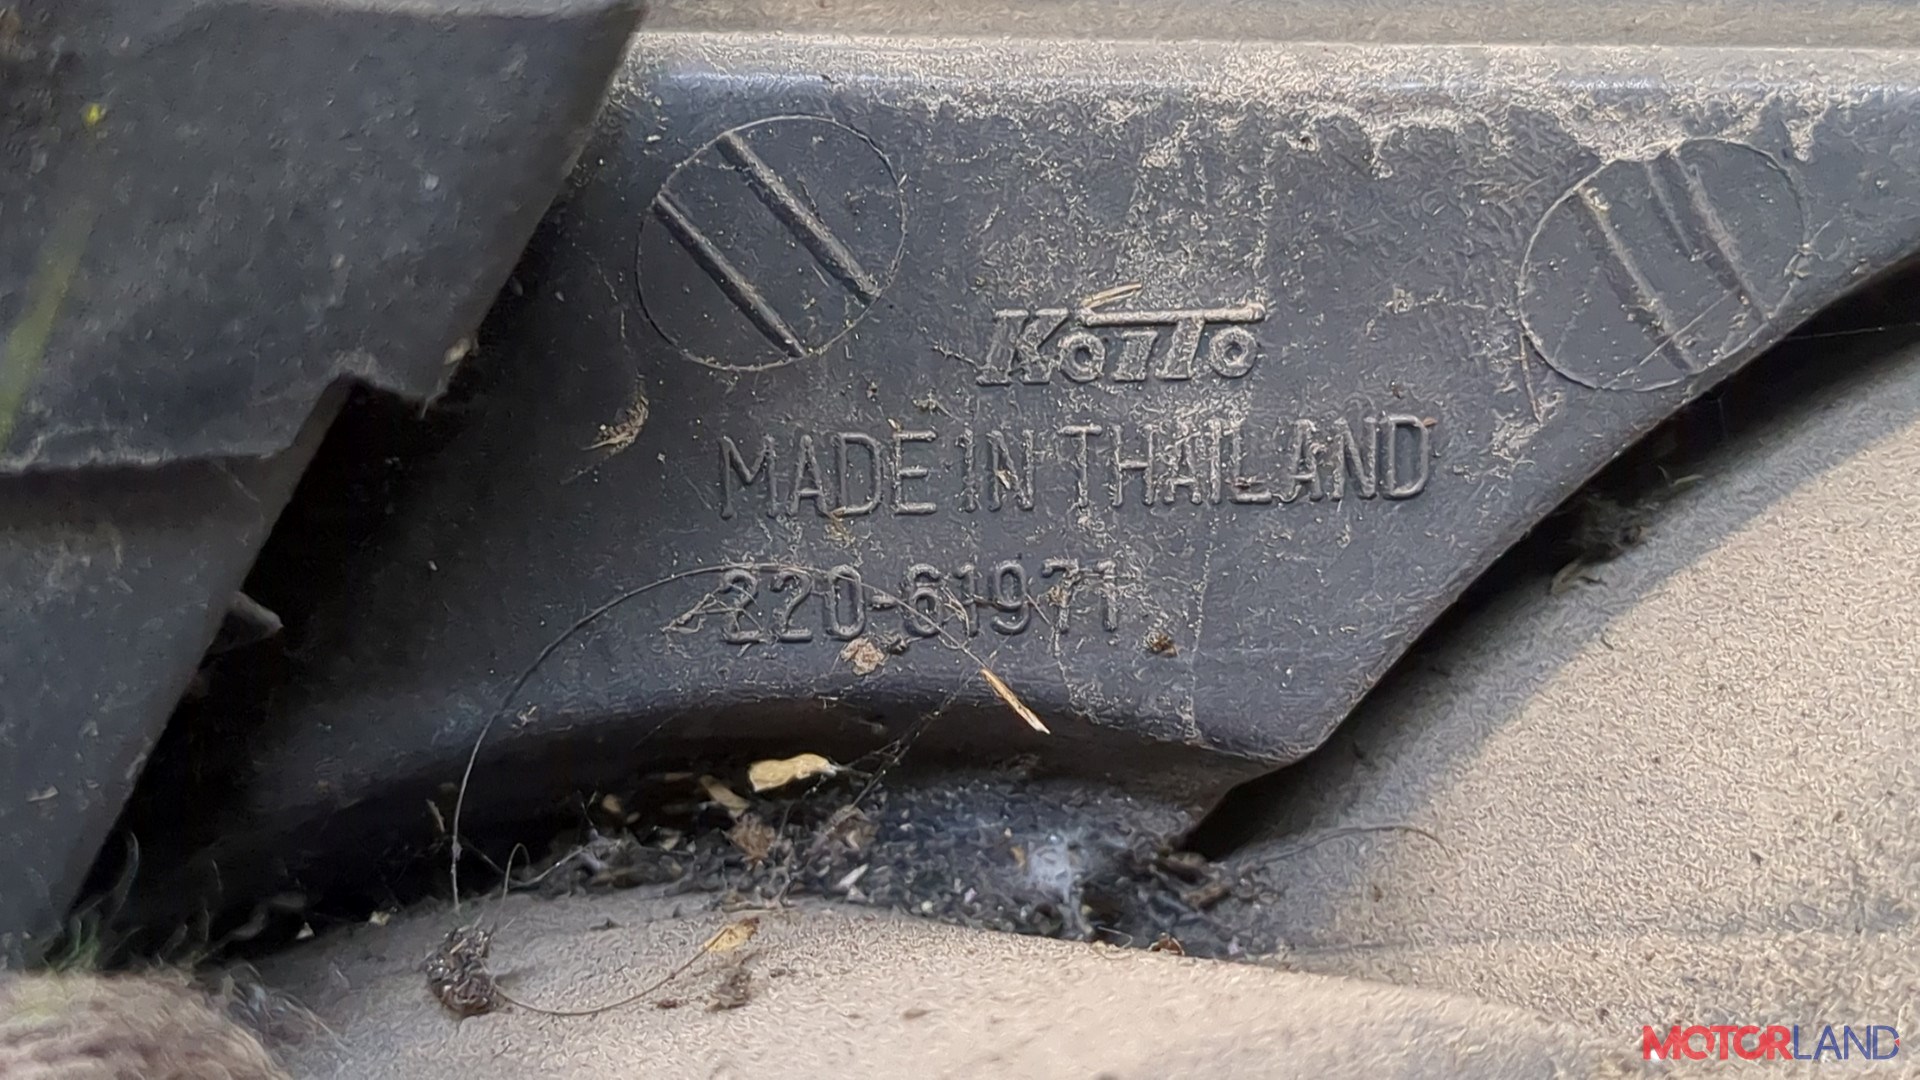 KoiTo
MADE IN THAILAND
220-61971
MOTORLAND